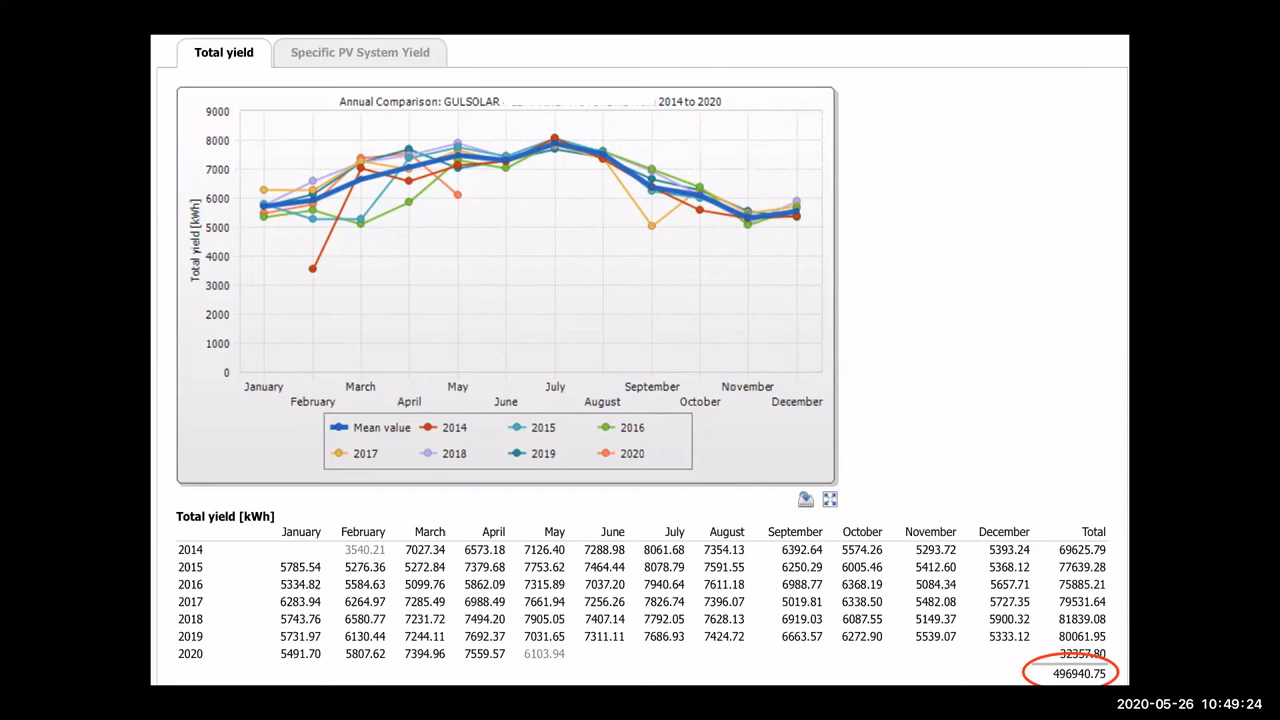 Total yield
Specific PV System Yield
Annual Comparison: GULSOLAR 2014 to 2020
9000
8000
7000
6000
5000
4000
3000
2000
1000
0
Total yield [kWh]
January February March April May June July August September October November December
Mean value 2014 2015 2016
2017 2018 2019 2020
Total yield [kWh]
January February March April May June July August September October November December Total
2014 3540.21 7027.34 6573.18 7126.40 7288.98 8061.68 7354.13 6392.64 5574.26 5293.72 5393.24 69625.79
2015 5785.54 5276.36 5272.84 7379.68 7753.62 7464.44 8078.79 7591.55 6250.29 6005.46 5412.60 5368.12 77639.28
2016 5334.82 5584.63 5099.76 5862.09 7315.89 7037.20 7940.64 7611.18 6988.77 6368.19 5084.34 5657.71 75885.21
2017 6283.94 6264.97 7285.49 6988.49 7661.94 7256.26 7826.74 7396.07 5019.81 6338.50 5482.08 5727.35 79531.64
2018 5743.76 6580.77 7231.72 7494.20 7905.05 7407.14 7792.05 7628.13 6919.03 6087.55 5149.37 5900.32 81839.08
2019 5731.97 6130.44 7244.11 7692.37 7031.65 7311.11 7686.93 7424.72 6663.57 6272.90 5539.07 5333.12 80061.95
2020 5491.70 5807.62 7394.96 7559.57 6103.94 32357.80
496940.75
2020-05-26 10:49:24